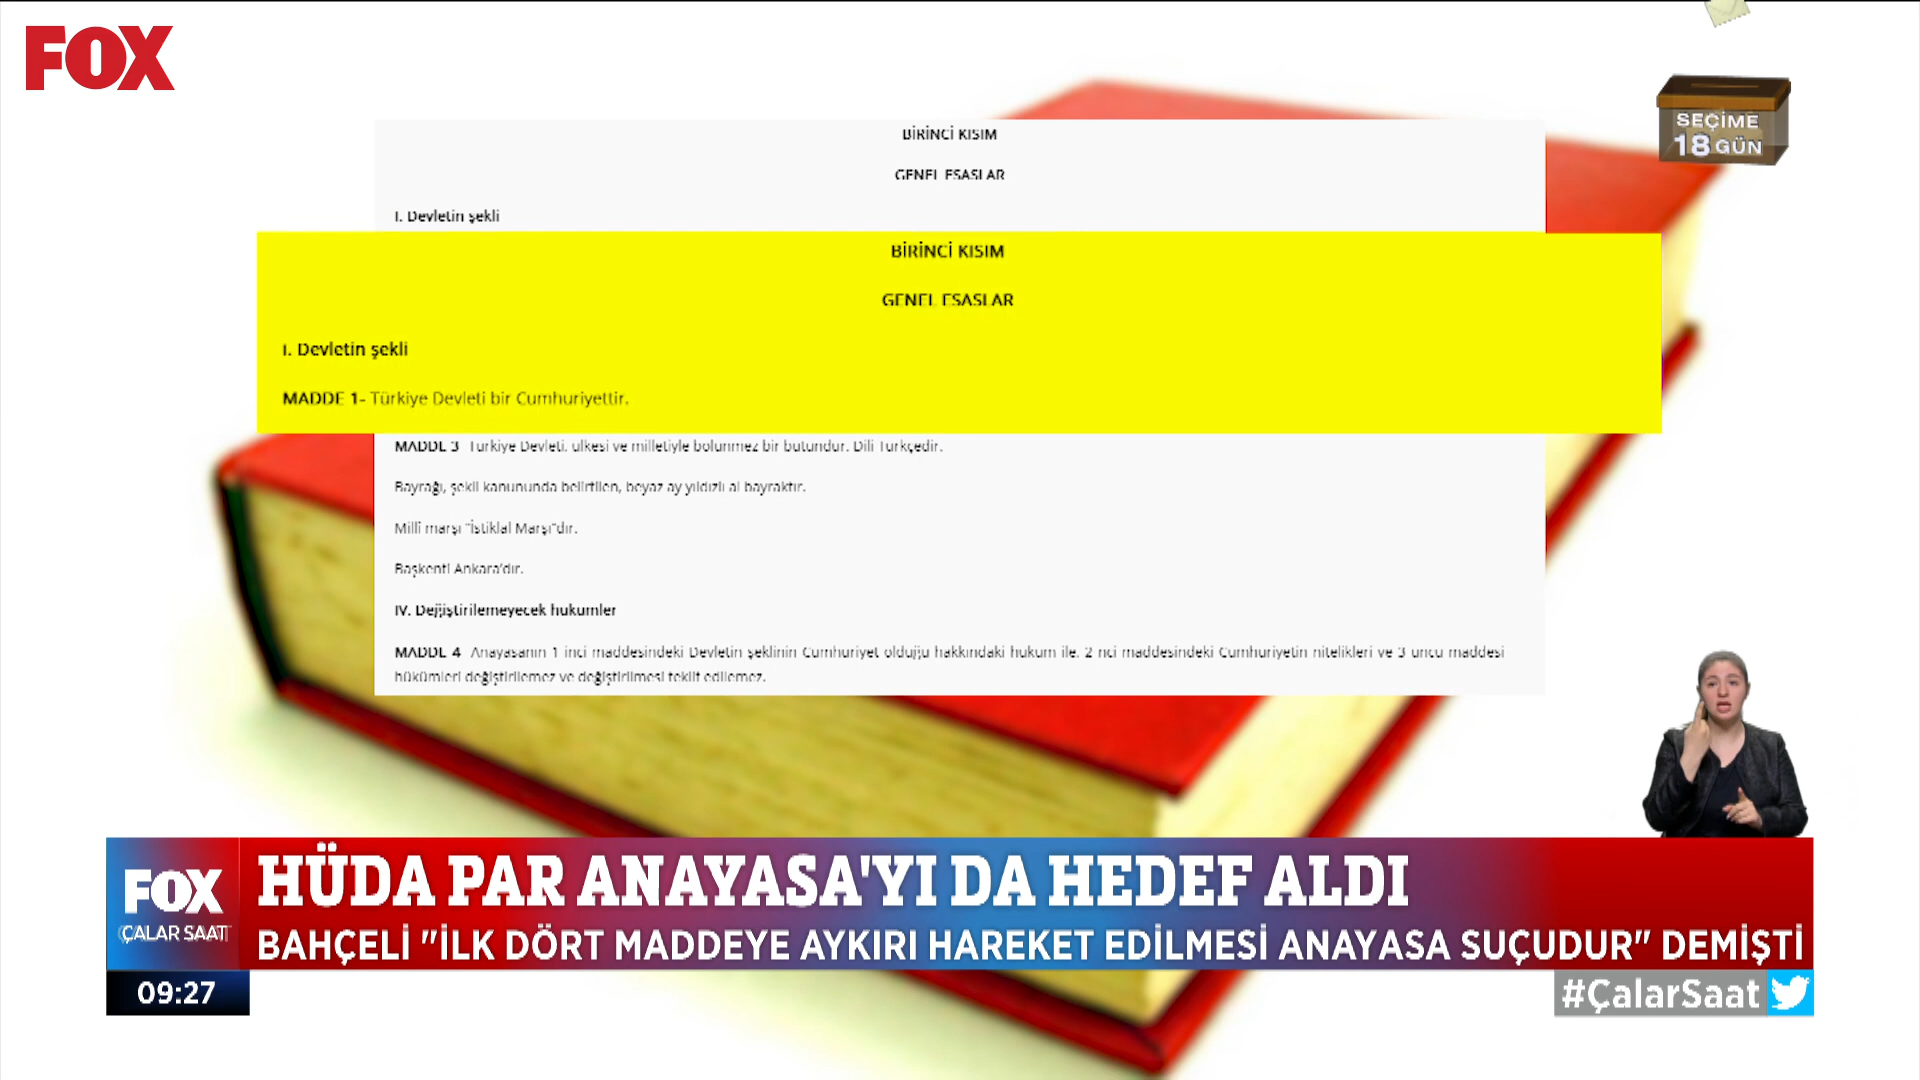 FOX
SEÇİME
18 GÜN
BİRİNCİ KISIM
GENEL ESASLAR
I. Devletin şekli
BİRİNCİ KISIM
GENEL ESASLAR
I. Devletin şekli
MADDE 1- Türkiye Devleti bir Cumhuriyettir.
MADDE 3 Türkiye Devleti, ülkesi ve milletiyle bölünmez bir bütündür. Dili Türkçedir.
Bayrağı, şekli kanununda belirtilen, beyaz ay yıldızlı al bayraktır.
Millî marşı "İstiklal Marşı"dır.
Başkenti Ankara'dır.
IV. Değiştirilemeyecek hükümler
MADDE 4 Anayasanın 1 inci maddesindeki Devletin şeklinin Cumhuriyet olduğu hakkındaki hüküm ile, 2 nci maddesindeki Cumhuriyetin nitelikleri ve 3 üncü maddesi
hükümleri değiştirilemez ve değiştirilmesi teklif edilemez.
FOX
ÇALAR SAAT
HÜDA PAR ANAYASA'YI DA HEDEF ALDI
BAHÇELİ "İLK DÖRT MADDEYE AYKIRI HAREKET EDİLMESİ ANAYASA SUÇUDUR" DEMİŞTİ
09:27
#ÇalarSaat